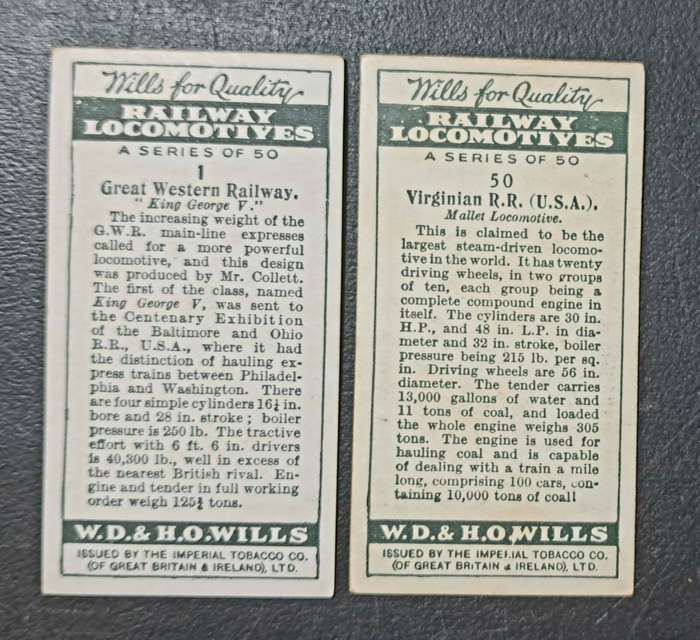 Wills for Quality
RAILWAY
LOCOMOTIVES
A SERIES OF 50
1
Great Western Railway.
"King George V."
The increasing weight of the
G.W.R. main-line expresses
called for a more powerful
locomotive, and this design
was produced by Mr. Collett.
The first of the class, named
King George V, was sent to
the Centenary Exhibition
of the Baltimore and Ohio
R.R., U.S.A., where it had
the distinction of hauling ex-
press trains between Philadel-
phia and Washington. There
are four simple cylinders 16¼ in.
bore and 28 in. stroke; boiler
pressure is 250 lb. The tractive
effort with 6 ft. 6 in. drivers
is 40,300 lb., well in excess of
the nearest British rival. En-
gine and tender in full working
order weigh 125¾ tons.
W.D. & H.O. WILLS
ISSUED BY THE IMPERIAL TOBACCO CO.
(OF GREAT BRITAIN & IRELAND), LTD.
Wills for Quality
RAILWAY
LOCOMOTIVES
A SERIES OF 50
50
Virginian R.R. (U.S.A.).
Mallet Locomotive.
This is claimed to be the
largest steam-driven locomo-
tive in the world. It has twenty
driving wheels, in two groups
of ten, each group being a
complete compound engine in
itself. The cylinders are 30 in.
H.P., and 48 in. L.P. in dia-
meter and 32 in. stroke, boiler
pressure being 215 lb. per sq.
in. Driving wheels are 56 in.
diameter. The tender carries
13,000 gallons of water and
11 tons of coal, and loaded
the whole engine weighs 305
tons. The engine is used for
hauling coal and is capable
of dealing with a train a mile
long, comprising 100 cars, con-
taining 10,000 tons of coal!
W.D. & H.O. WILLS
ISSUED BY THE IMPERIAL TOBACCO CO.
(OF GREAT BRITAIN & IRELAND), LTD.